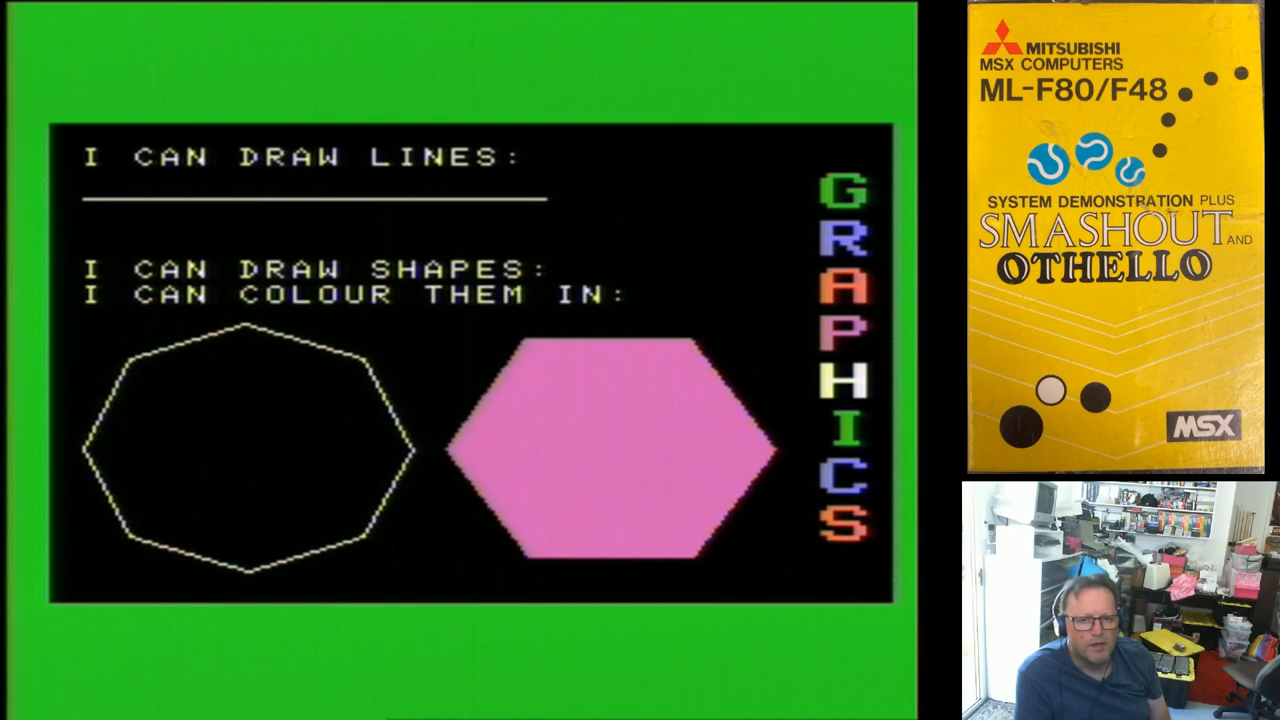 I CAN DRAW LINES:
I CAN DRAW SHAPES:
I CAN COLOUR THEM IN:
GRAPHICS
MITSUBISHI
MSX COMPUTERS
ML-F80/F48
SYSTEM DEMONSTRATION PLUS
SMASHOUT AND
OTHELLO
MSX